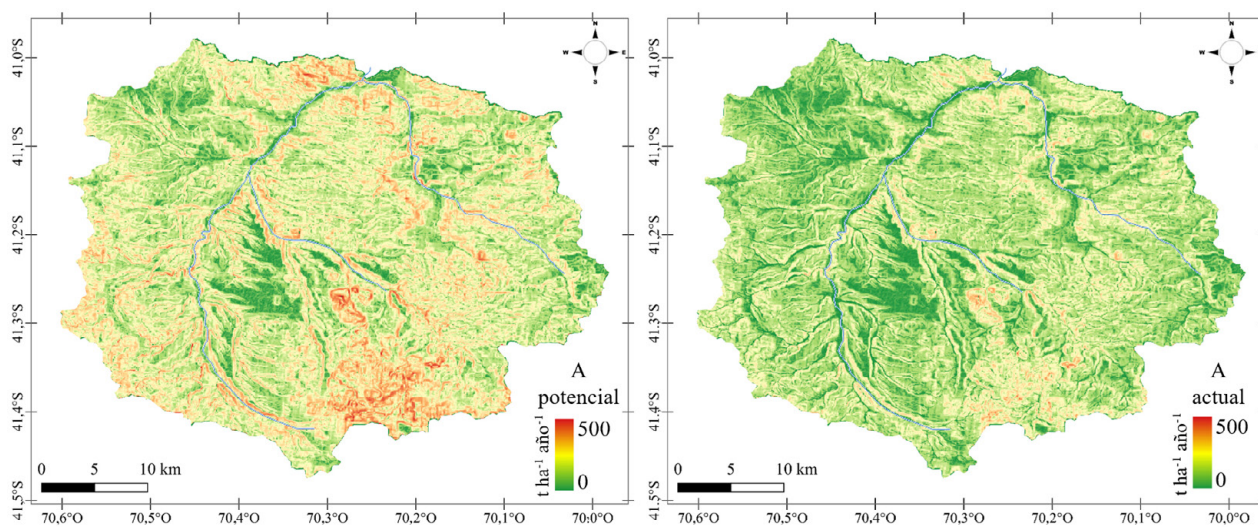 N
W E
S
41,0°S
41,1°S
41,2°S
41,3°S
41,4°S
41,5°S
A
potencial
500
0
t ha-1 año-1
0 5 10 km
70,6°O 70,5°O 70,4°O 70,3°O 70,2°O 70,1°O 70,0°O
N
W E
S
41,0°S
41,1°S
41,2°S
41,3°S
41,4°S
41,5°S
A
actual
500
0
t ha-1 año-1
0 5 10 km
70,6°O 70,5°O 70,4°O 70,3°O 70,2°O 70,1°O 70,0°O